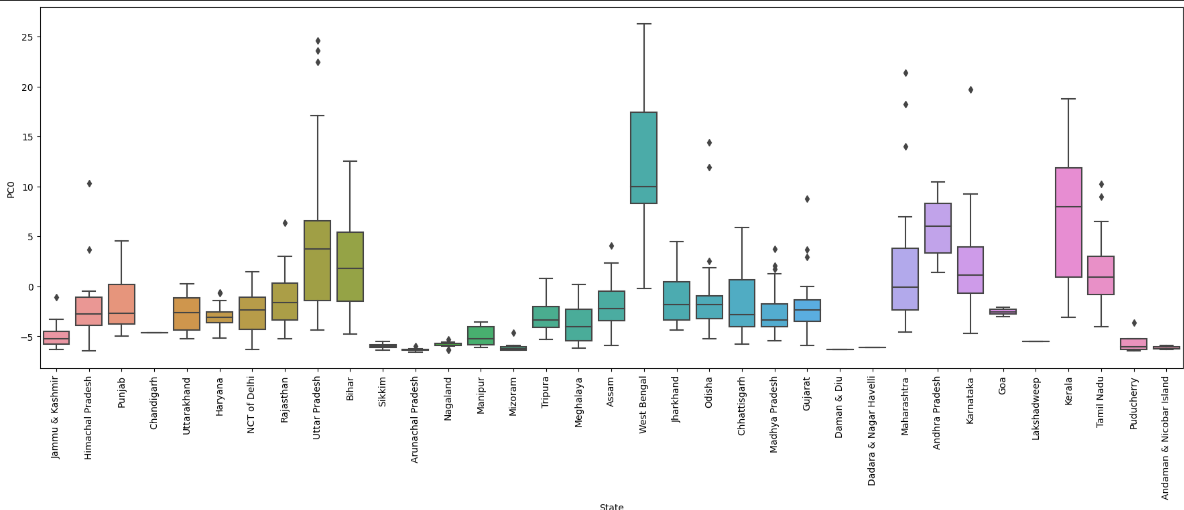 25
20
15
10
5
0
−5
PC0
Jammu & Kashmir
Himachal Pradesh
Punjab
Chandigarh
Uttarakhand
Haryana
NCT of Delhi
Rajasthan
Uttar Pradesh
Bihar
Sikkim
Arunachal Pradesh
Nagaland
Manipur
Mizoram
Tripura
Meghalaya
Assam
West Bengal
Jharkhand
Odisha
Chhattisgarh
Madhya Pradesh
Gujarat
Daman & Diu
Dadara & Nagar Havelli
Maharashtra
Andhra Pradesh
Karnataka
Goa
Lakshadweep
Kerala
Tamil Nadu
Puducherry
Andaman & Nicobar Island
State